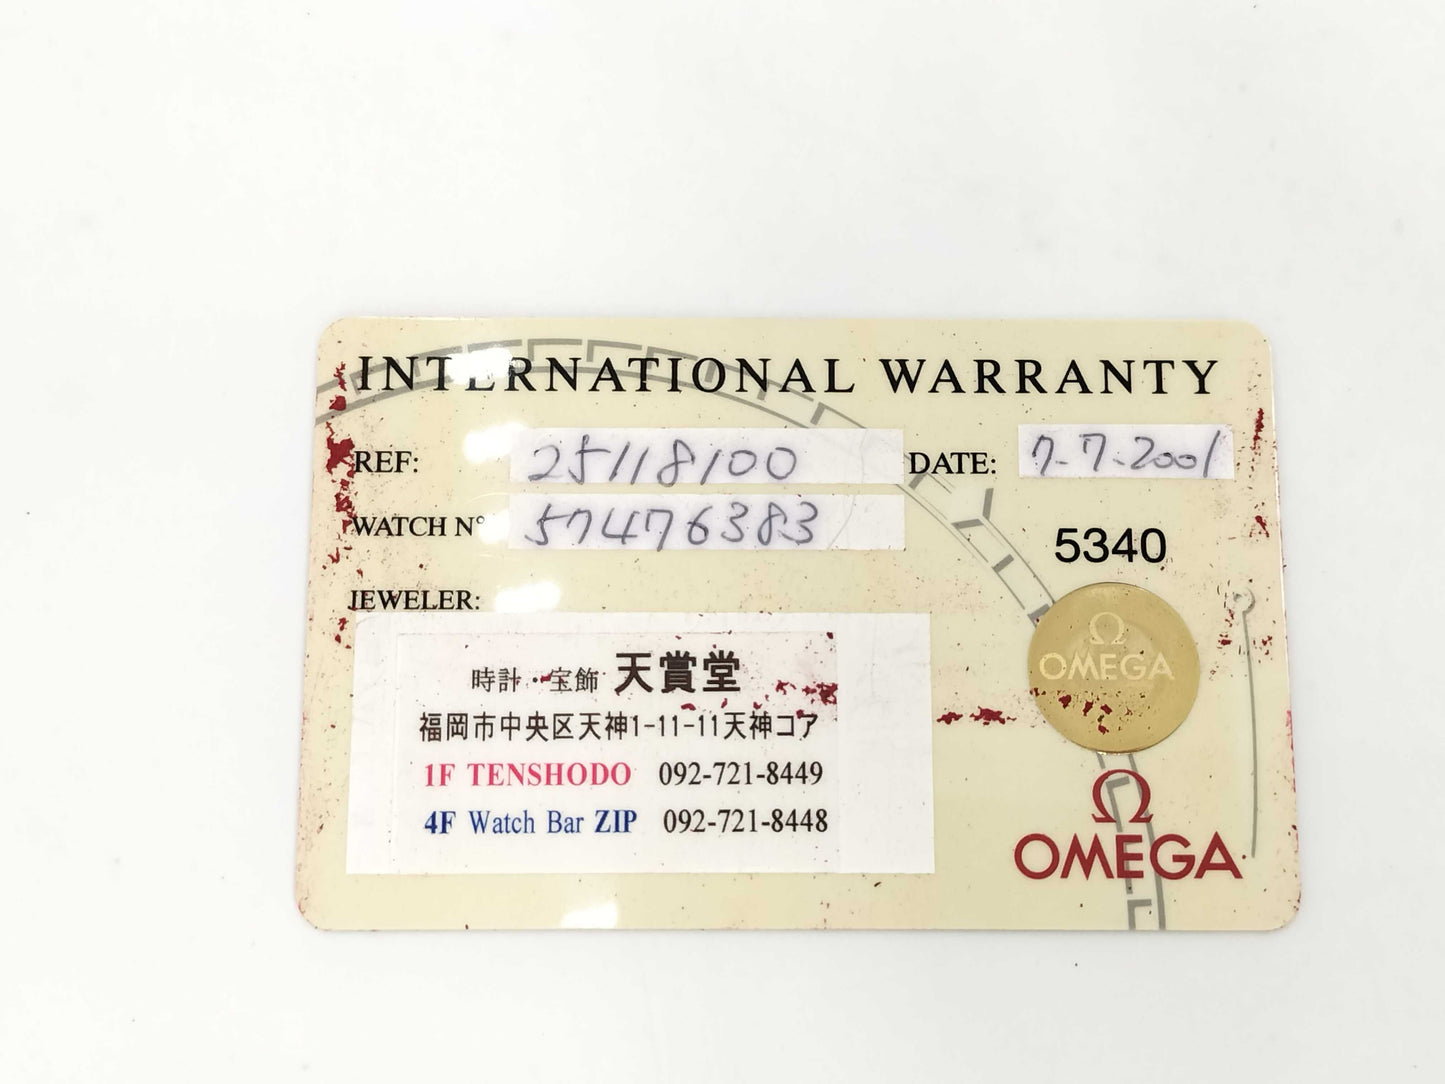 INTERNATIONAL WARRANTY
REF: 25118100 DATE: 7-7-2001
WATCH N° 57476383
5340
JEWELER:
時計・宝飾 天賞堂
福岡市中央区天神1-11-11天神コア
1F TENSHODO 092-721-8449
4F Watch Bar ZIP 092-721-8448
Ω
OMEGA
Ω
OMEGA